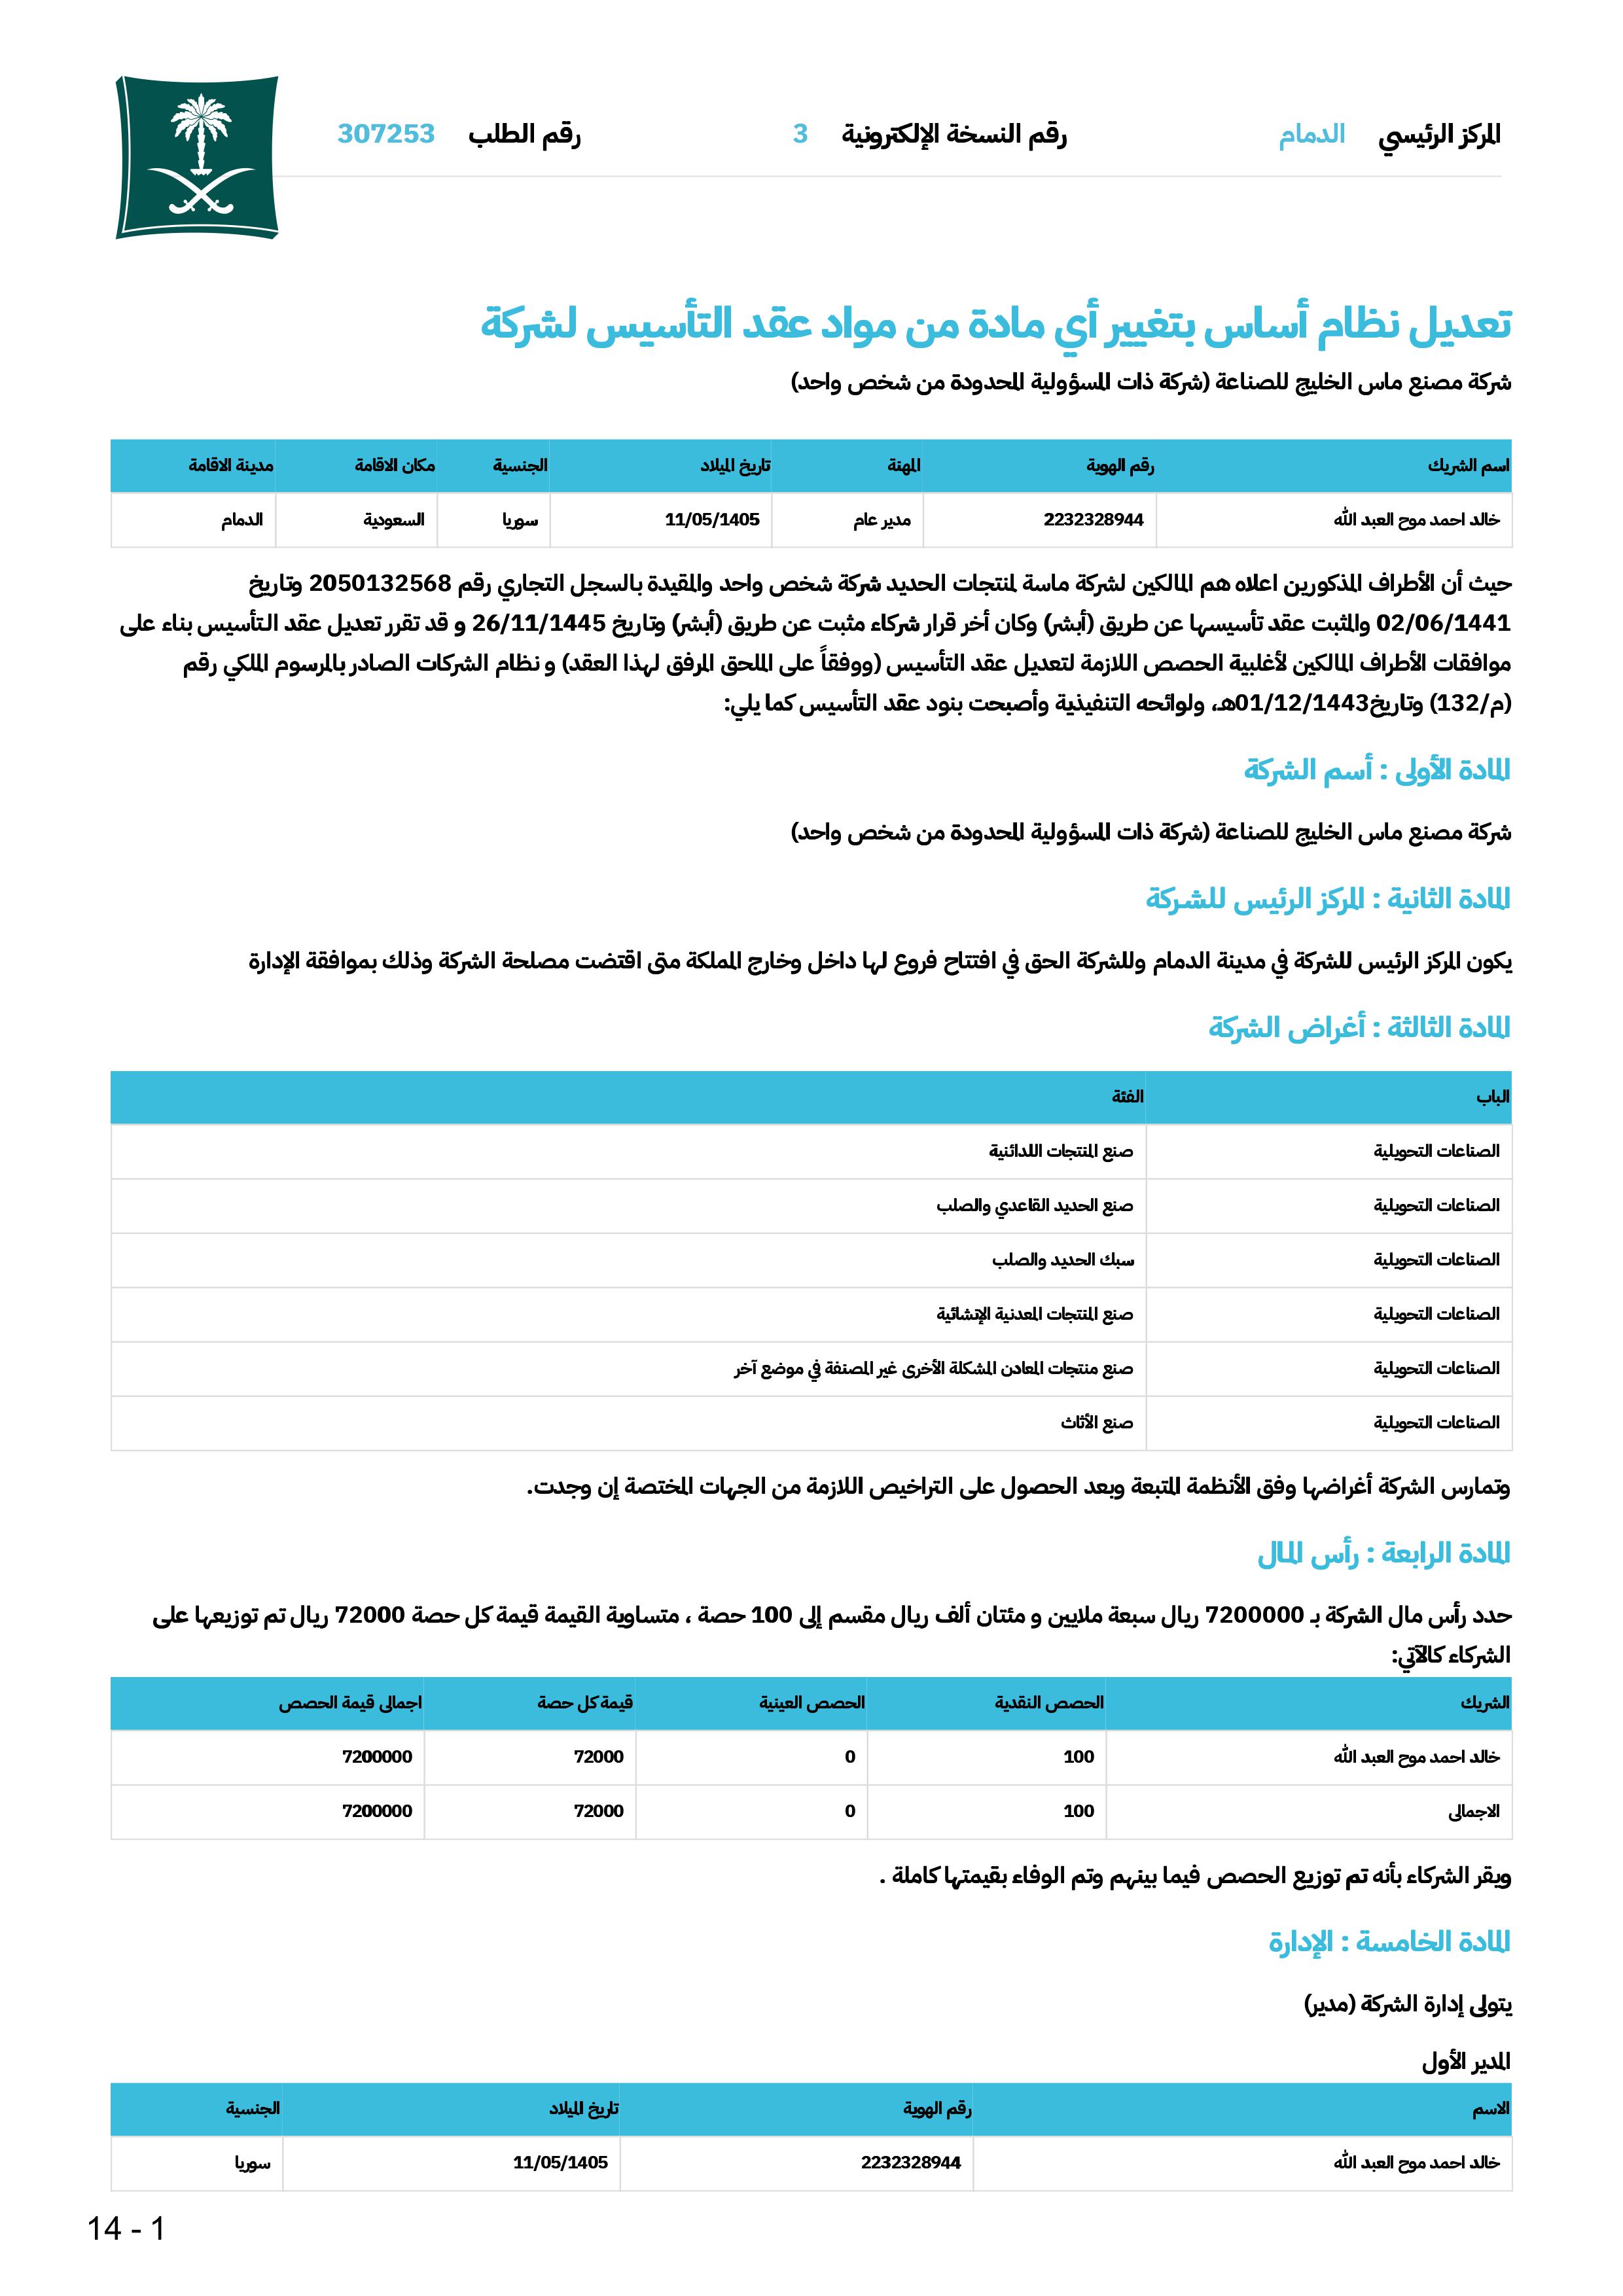 المركز الرئيسي الدمام رقم النسخة الإلكترونية 3 رقم الطلب 307253
تعديل نظام أساس بتغيير أي مادة من مواد عقد التأسيس لشركة
شركة مصنع ماس الخليج للصناعة (شركة ذات المسؤولية المحدودة من شخص واحد)
اسم الشريك رقم الهوية المهنة تاريخ الميلاد الجنسية مكان الاقامة مدينة الاقامة
خالد احمد موح العبد الله 2232328944 مدير عام 11/05/1405 سوريا السعودية الدمام
حيث أن الأطراف المذكورين اعلاه هم المالكين لشركة ماسة لمنتجات الحديد شركة شخص واحد والمقيدة بالسجل التجاري رقم 2050132568 وتاريخ
02/06/1441 والمثبت عقد تأسيسها عن طريق (أبشر) وكان أخر قرار شركاء مثبت عن طريق (أبشر) وتاريخ 26/11/1445 و قد تقرر تعديل عقد التأسيس بناء على
موافقات الأطراف المالكين لأغلبية الحصص اللازمة لتعديل عقد التأسيس (ووفقاً على الملحق المرفق لهذا العقد) و نظام الشركات الصادر بالمرسوم الملكي رقم
(م/132) وتاريخ01/12/1443هـ، ولوائحه التنفيذية وأصبحت بنود عقد التأسيس كما يلي:
المادة الأولى : أسم الشركة
شركة مصنع ماس الخليج للصناعة (شركة ذات المسؤولية المحدودة من شخص واحد)
المادة الثانية : المركز الرئيس للشركة
يكون المركز الرئيس للشركة في مدينة الدمام وللشركة الحق في افتتاح فروع لها داخل وخارج المملكة متى اقتضت مصلحة الشركة وذلك بموافقة الإدارة
المادة الثالثة : أغراض الشركة
الباب الفئة
الصناعات التحويلية صنع المنتجات اللدائنية
الصناعات التحويلية صنع الحديد القاعدي والصلب
الصناعات التحويلية سبك الحديد والصلب
الصناعات التحويلية صنع المنتجات المعدنية الإنشائية
الصناعات التحويلية صنع منتجات المعادن المشكلة الأخرى غير المصنفة في موضع آخر
الصناعات التحويلية صنع الأثاث
وتمارس الشركة أغراضها وفق الأنظمة المتبعة وبعد الحصول على التراخيص اللازمة من الجهات المختصة إن وجدت.
المادة الرابعة : رأس المال
حدد رأس مال الشركة بـ 7200000 ريال سبعة ملايين و مئتان ألف ريال مقسم إلى 100 حصة ، متساوية القيمة قيمة كل حصة 72000 ريال تم توزيعها على
الشركاء كالآتي:
الشريك الحصص النقدية الحصص العينية قيمة كل حصة اجمالى قيمة الحصص
خالد احمد موح العبد الله 100 0 72000 7200000
الاجمالى 100 0 72000 7200000
ويقر الشركاء بأنه تم توزيع الحصص فيما بينهم وتم الوفاء بقيمتها كاملة .
المادة الخامسة : الإدارة
يتولى إدارة الشركة (مدير)
المدير الأول
الاسم رقم الهوية تاريخ الميلاد الجنسية
خالد احمد موح العبد الله 2232328944 11/05/1405 سوريا
14 - 1